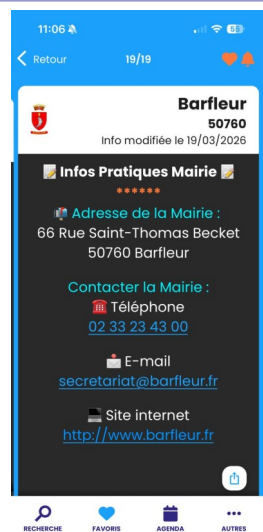 11:06
58
Retour
19/19
Barfleur
50760
Info modifiée le 19/03/2026
Infos Pratiques Mairie
******
Adresse de la Mairie :
66 Rue Saint-Thomas Becket
50760 Barfleur
Contacter la Mairie :
Téléphone
02 33 23 43 00
E-mail
secretariat@barfleur.fr
Site internet
http://www.barfleur.fr
RECHERCHE
FAVORIS
AGENDA
AUTRES